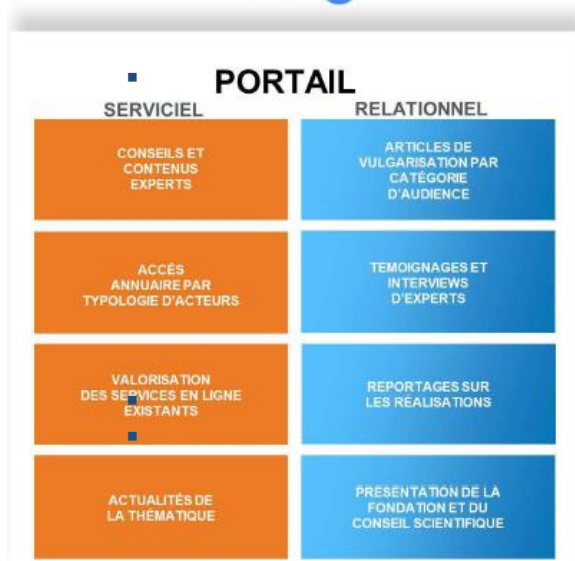 PORTAIL
SERVICIEL
RELATIONNEL
CONSEILS ET
CONTENUS
EXPERTS
ARTICLES DE
VULGARISATION PAR
CATÉGORIE
D'AUDIENCE
ACCÈS
ANNUAIRE PAR
TYPOLOGIE D'ACTEURS
TEMOIGNAGES ET
INTERVIEWS
D'EXPERTS
VALORISATION
DES SERVICES EN LIGNE
EXISTANTS
REPORTAGES SUR
LES RÉALISATIONS
ACTUALITÉS DE
LA THÉMATIQUE
PRESENTATION DE LA
FONDATION ET DU
CONSEIL SCIENTIFIQUE